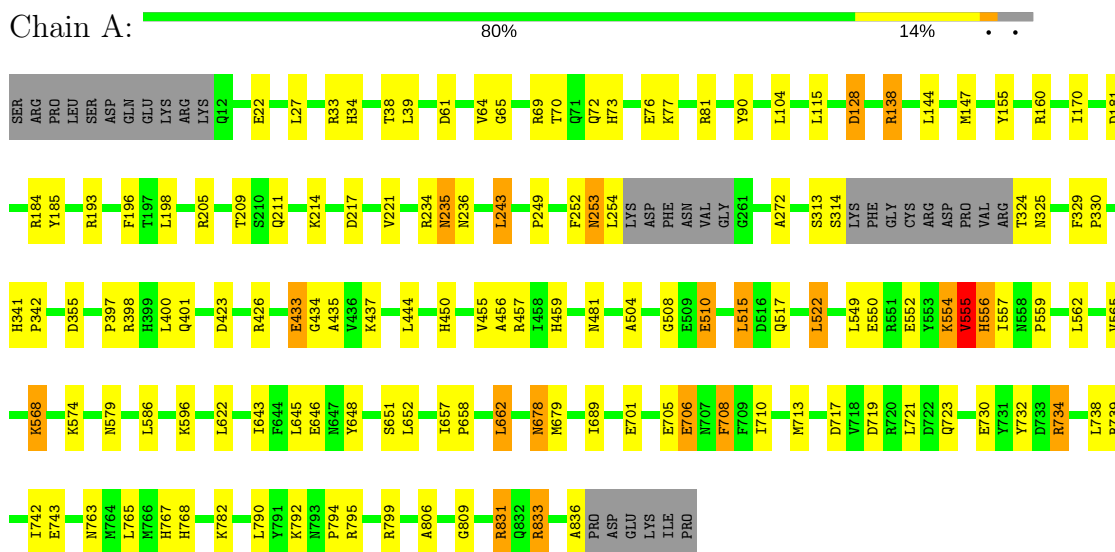 Chain A:
80% 14% • •
SER ARG PRO LEU SER ASP GLN GLU LYS ARG LYS Q12 E22 L27 R33 H34 T38 L39 D61 V64 G65 R69 T70 Q71 Q72 H73 E76 K77 R81 Y90 L104 L115 D128 R138 L144 M147 Y155 R160 I170 D181
R184 Y185 R193 F196 T197 L198 R205 T209 S210 Q211 K214 D217 V221 R234 N235 N236 L243 P249 F252 N253 L254 LYS ASP PHE ASN VAL GLY G261 A272 S313 S314 LYS PHE GLY CYS ARG ASP PRO VAL ARG T324 N325 F329 P330
H341 P342 D355 P397 R398 H399 L400 Q401 D423 R426 E433 G434 A435 V436 K437 L444 H450 V455 A456 R457 I458 H459 N481 A504 G508 E509 E510 L515 D516 Q517 L522 L549 E550 R551 E552 Y553 K554 V555 H556 I557 N558 P559 L562
K568 K574 N579 L586 K596 L622 I643 F644 L645 E646 N647 Y648 S651 L652 I657 P658 L662 N678 M679 I689 E701 E705 E706 N707 F708 F709 I710 M713 D717 V718 D719 R720 L721 D722 Q723 E730 Y731 Y732 D733 R734 L738
I742 E743 N763 M764 L765 M766 H767 H768 K782 L790 Y791 K792 N793 P794 R795 R799 A806 G809 R831 Q832 R833 A836 PRO ASP GLU LYS ILE PRO